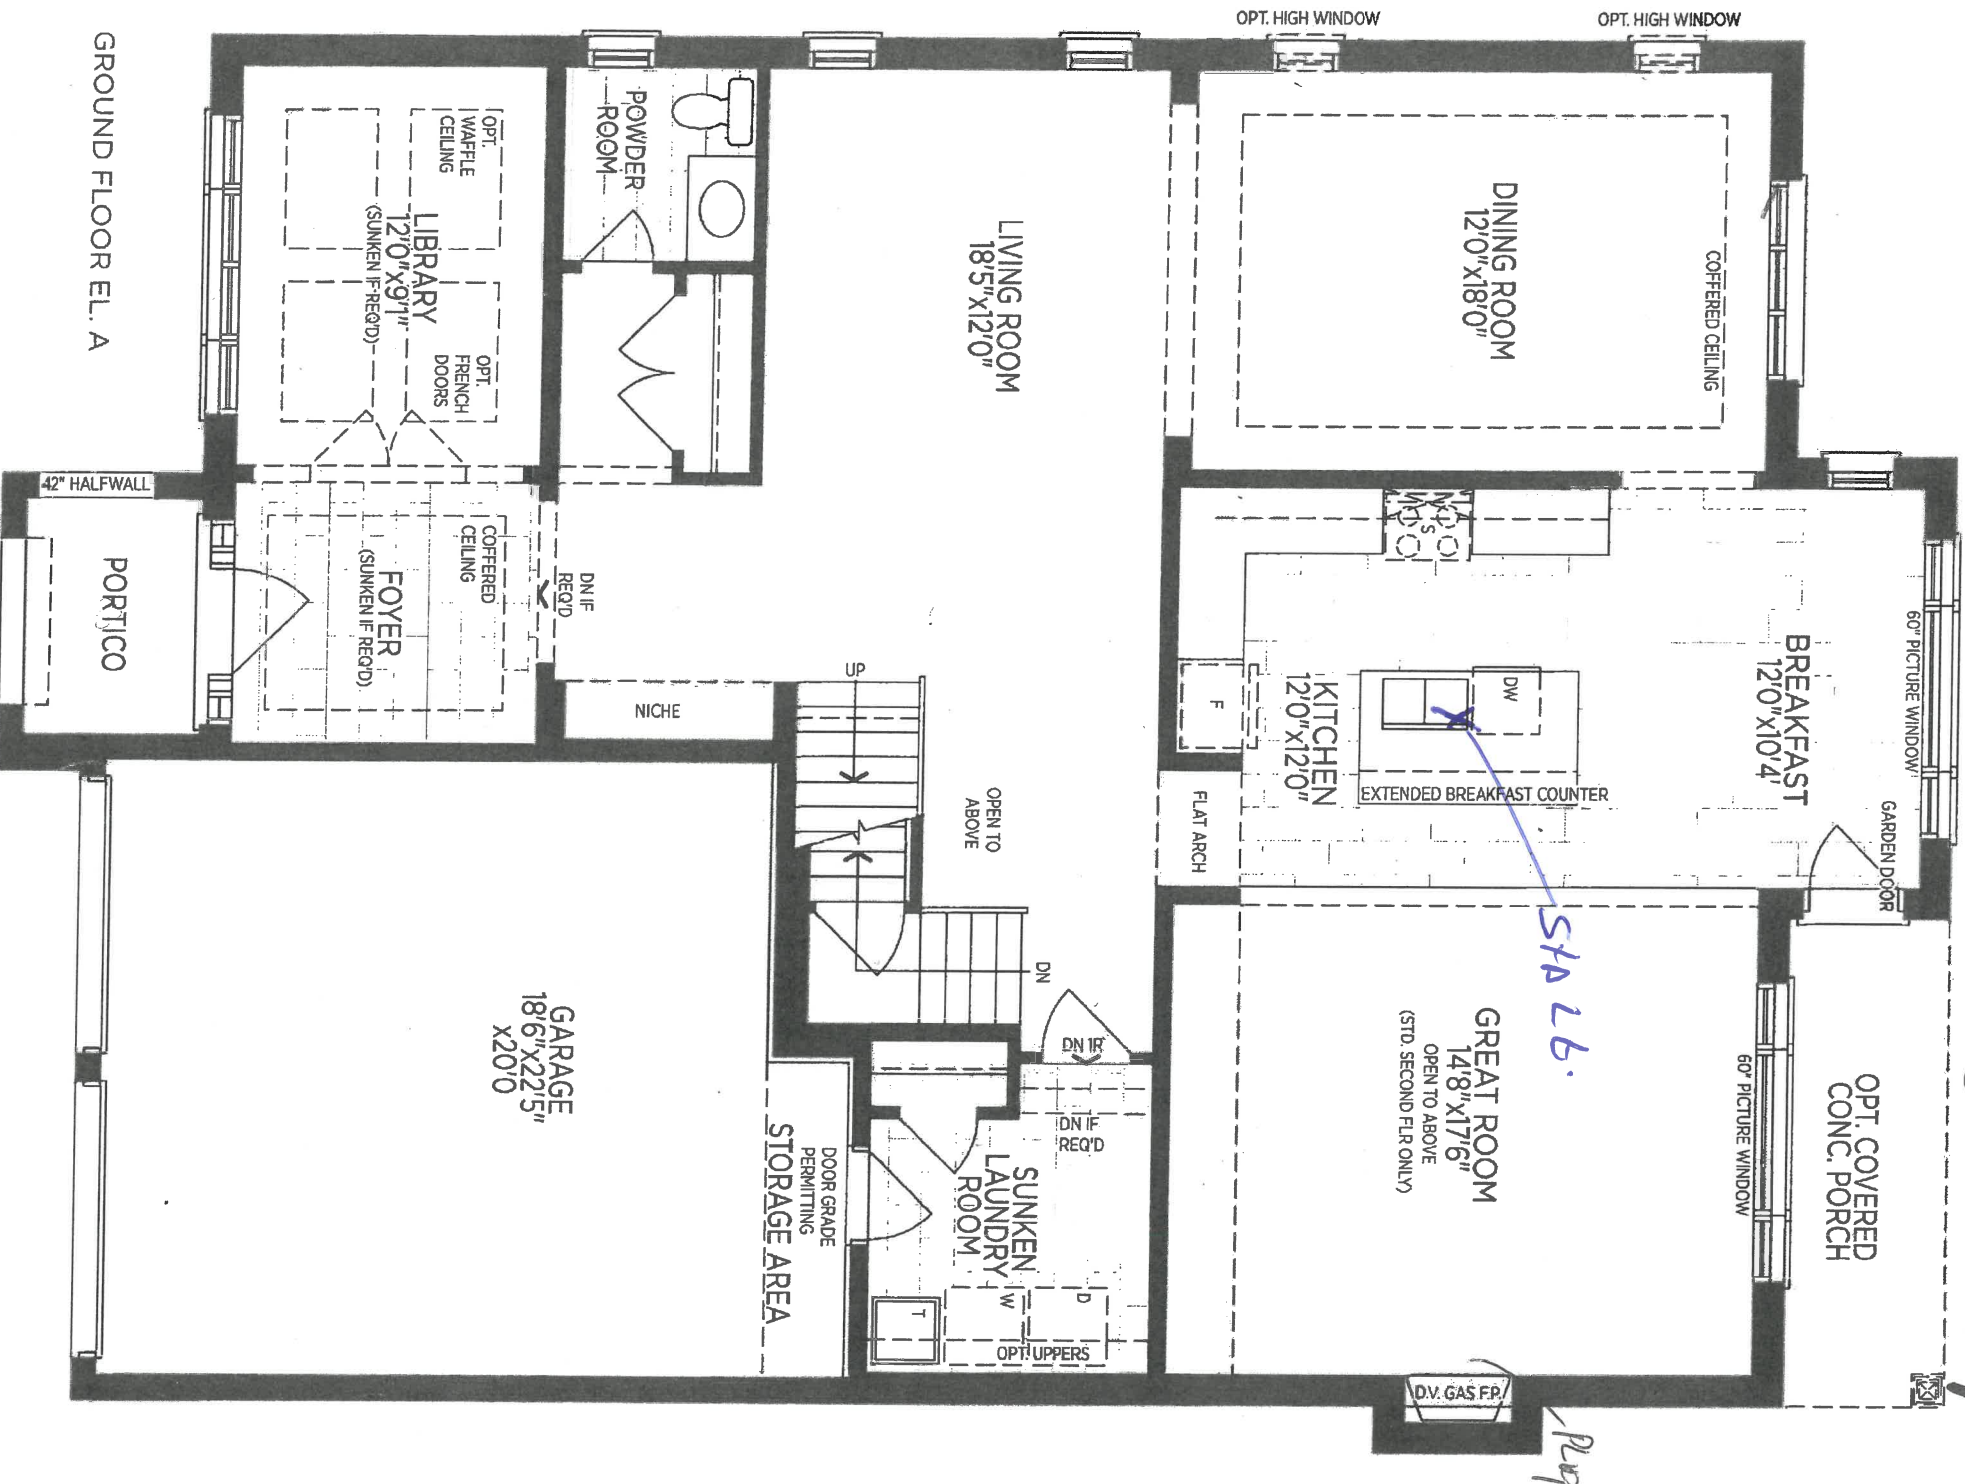 OPT. HIGH WINDOW
OPT. HIGH WINDOW
GROUND FLOOR EL. A
OPT.
WAFFLE
CEILING
LIBRARY
12'0"x9'1"
(SUNKEN IF REQ'D)
OPT.
FRENCH
DOORS
POWDER
ROOM
LIVING ROOM
18'5"x12'0"
DINING ROOM
12'0"x18'0"
COFFERED CEILING
42" HALFWALL
PORTICO
COFFERED
CEILING
FOYER
(SUNKEN IF REQ'D)
DN IF
REQ'D
NICHE
UP
OPEN TO
ABOVE
DN
S
F
DW
KITCHEN
12'0"x12'0"
EXTENDED BREAKFAST COUNTER
FLAT ARCH
BREAKFAST
12'0"x10'4'
60" PICTURE WINDOW
GARDEN DOOR
GREAT ROOM
14'8"x17'6"
OPEN TO ABOVE
(STD. SECOND FLR ONLY)
60" PICTURE WINDOW
OPT. COVERED
CONC. PORCH
D.V. GAS F.P.
GARAGE
18'6"x22'5"
x20'0
STORAGE AREA
DOOR GRADE
PERMITTING
DN 1R
DN IF
REQ'D
SUNKEN
LAUNDRY
ROOM
T
W
D
OPT. UPPERS